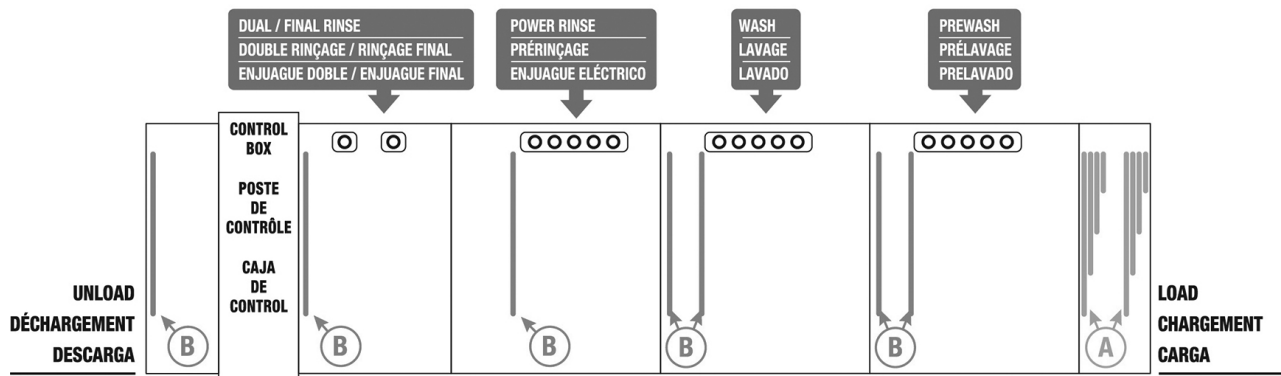 DUAL / FINAL RINSE
DOUBLE RINÇAGE / RINÇAGE FINAL
ENJUAGUE DOBLE / ENJUAGUE FINAL
POWER RINSE
PRÉRINÇAGE
ENJUAGUE ELÉCTRICO
WASH
LAVAGE
LAVADO
PREWASH
PRÉLAVAGE
PRELAVADO
CONTROL
BOX
POSTE
DE
CONTRÔLE
CAJA
DE
CONTROL
UNLOAD
DÉCHARGEMENT
DESCARGA
B
B
B
B
B
A
LOAD
CHARGEMENT
CARGA